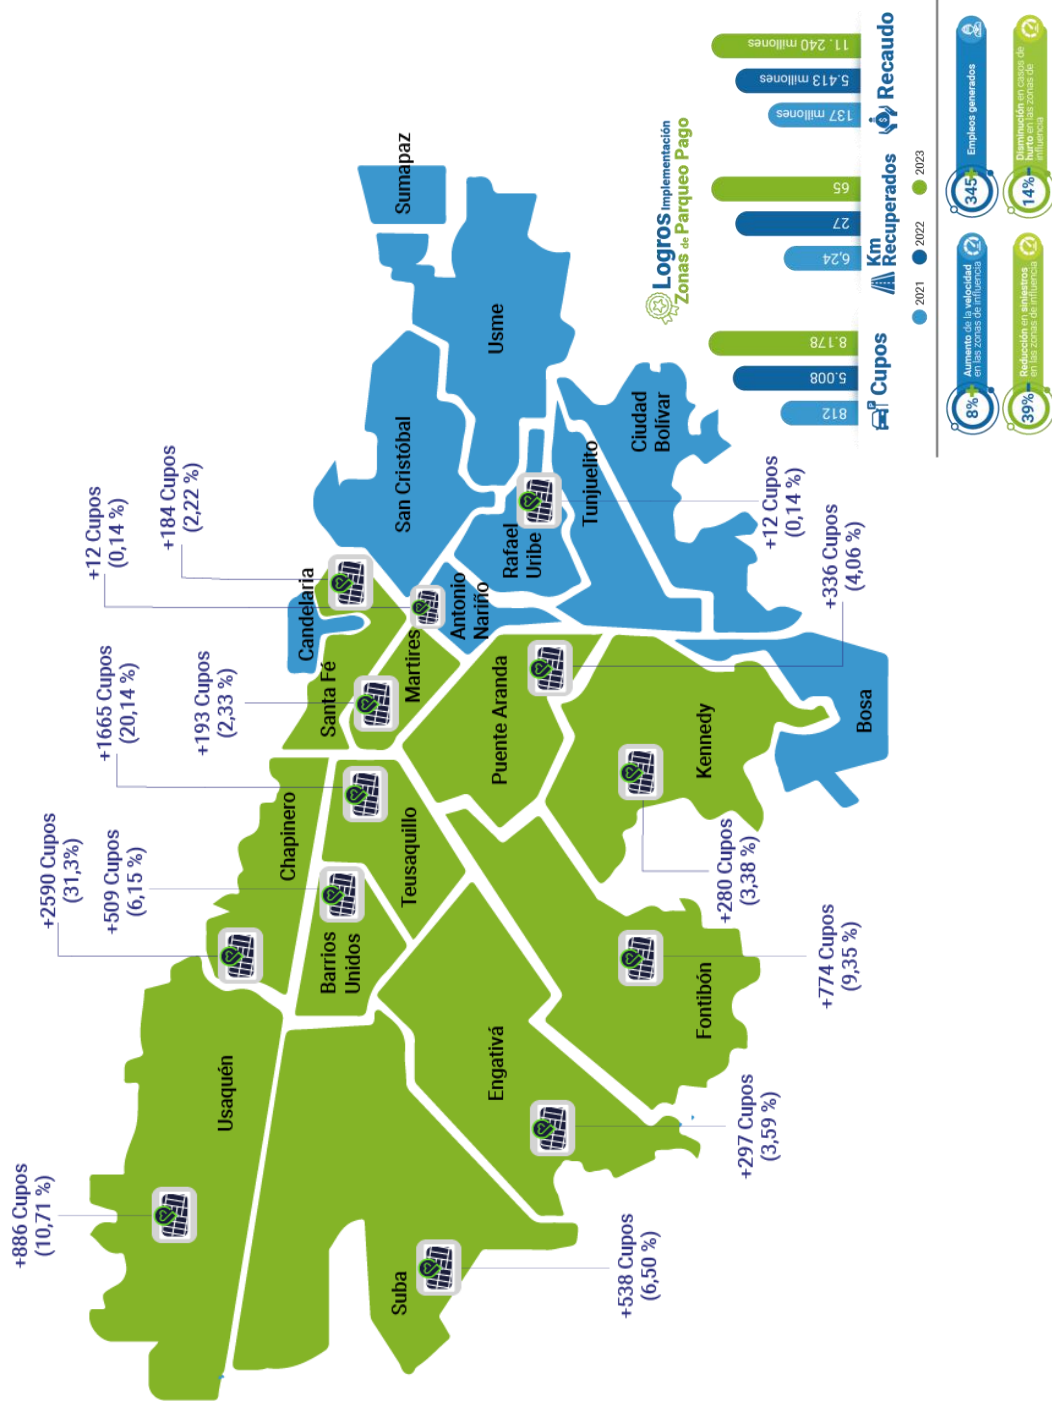 +886 Cupos
(10,71 %)
+2590 Cupos
(31,3%)
+509 Cupos
(6,15 %)
+1665 Cupos
(20,14 %)
+193 Cupos
(2,33 %)
+12 Cupos
(0,14 %)
+184 Cupos
(2,22 %)
Usaquén
Chapinero
Santa Fé
Candelaria
Barrios
Unidos
Teusaquillo
Martires
Antonio
Nariño
San Cristóbal
Sumapaz
Usme
Suba
Engativá
Puente Aranda
Rafael
Uribe
Tunjuelito
Ciudad
Bolívar
Fontibón
Kennedy
Bosa
+538 Cupos
(6,50 %)
+297 Cupos
(3,59 %)
+774 Cupos
(9,35 %)
+280 Cupos
(3,38 %)
+336 Cupos
(4,06 %)
+12 Cupos
(0,14 %)
Logros Implementación
Zonas de Parqueo Pago
812
5.008
8.178
Cupos
6,24
27
65
Km
Recuperados
137 millones
5.413 millones
11. 240 millones
Recaudo
2021
2022
2023
8%+
Aumento de la velocidad
en las zonas de influencia
345+
Empleos generados
39%-
Reducción en siniestros
en las zonas de influencia
14%-
Disminución en casos de
hurto en las zonas de
influencia